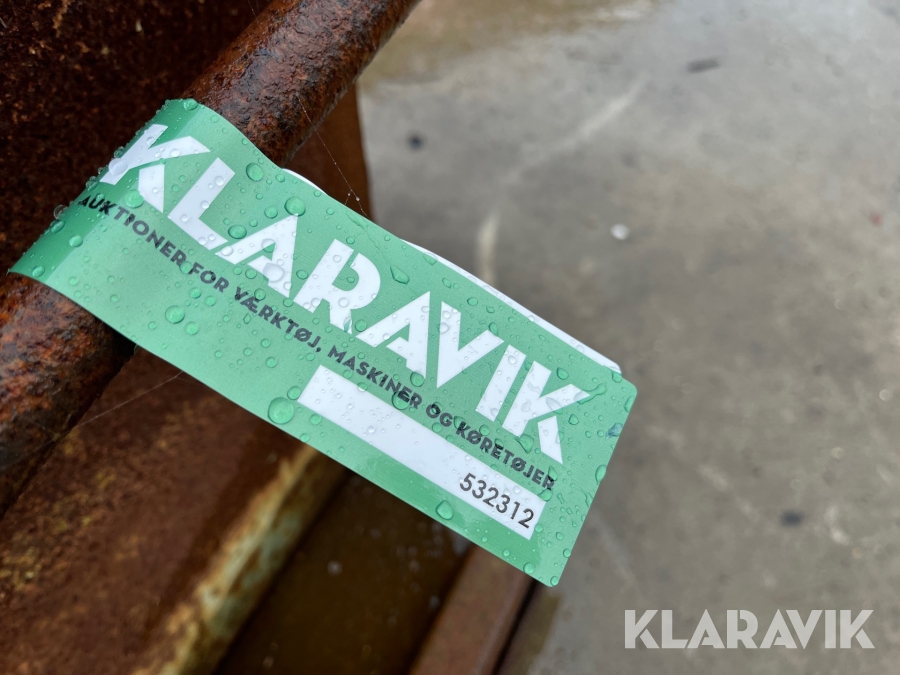 KLARAVIK
AUKTIONER FOR VÆRKTØJ, MASKINER OG KØRETØJER
532312
KLARAVIK